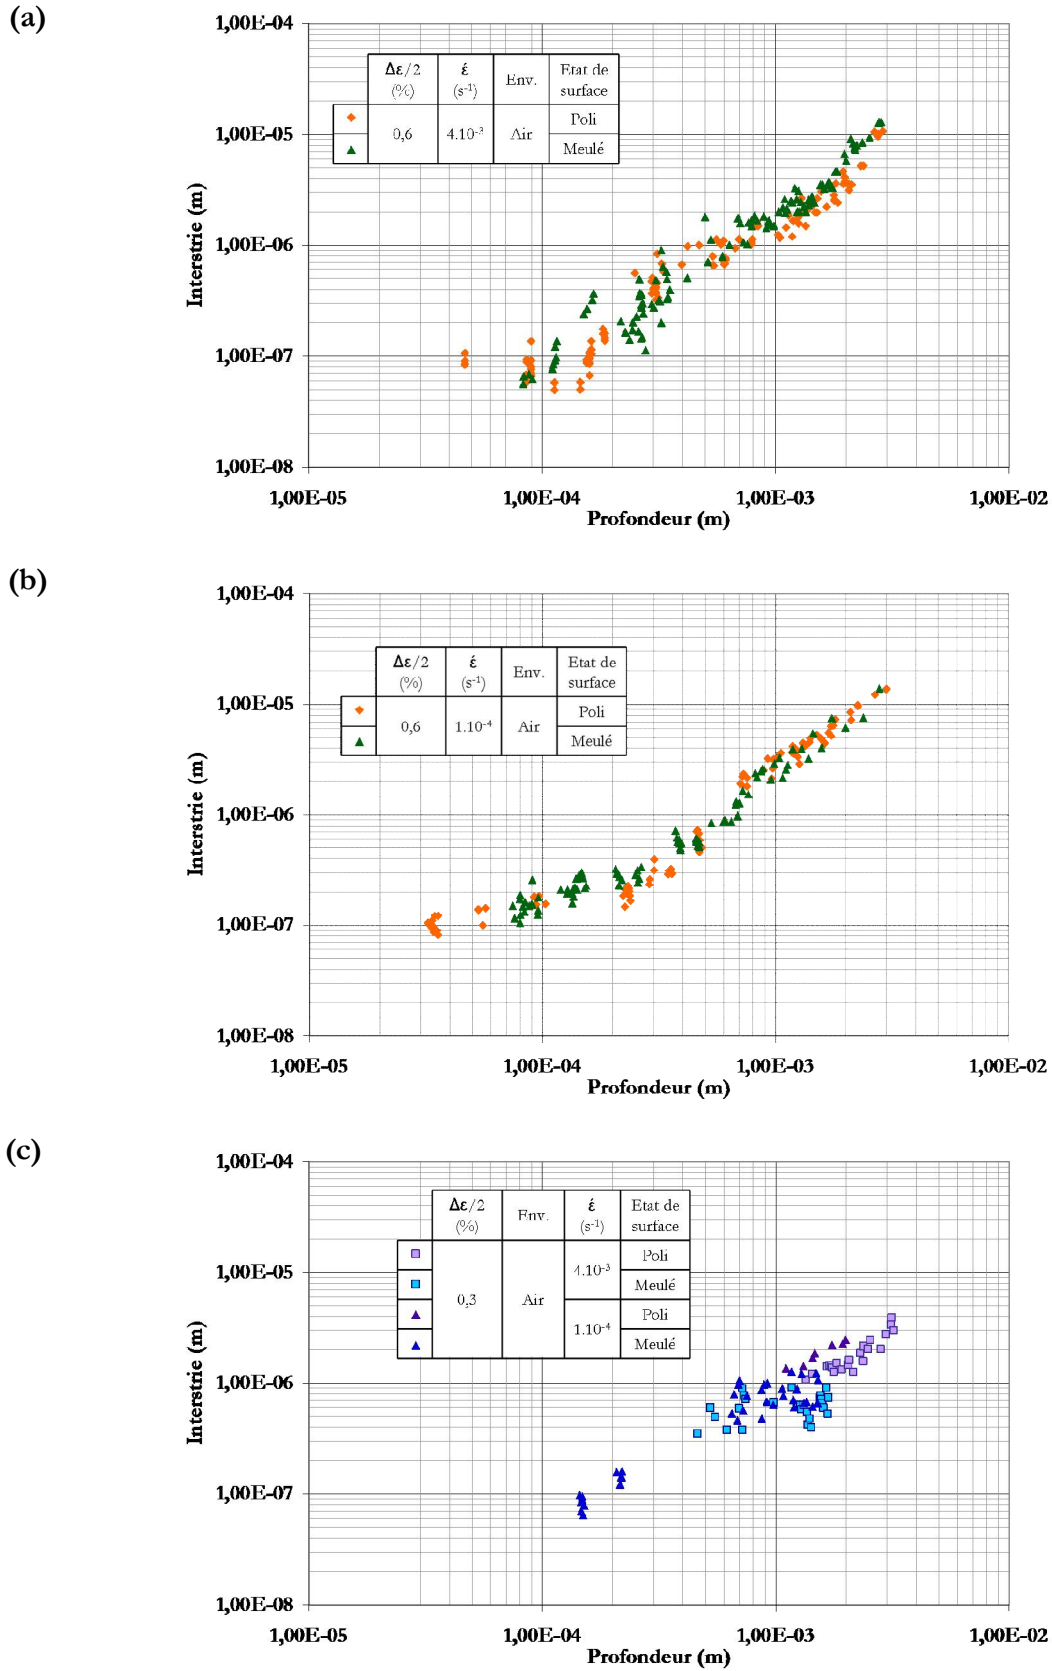 (a)
1,00E-04
1,00E-05
1,00E-06
1,00E-07
1,00E-08
Interstrie (m)
Δε/2 (%) έ (s⁻¹) Env. Etat de surface
0,6 4.10⁻³ Air Poli
Meulé
1,00E-05 1,00E-04 1,00E-03 1,00E-02
Profondeur (m)
(b)
1,00E-04
1,00E-05
1,00E-06
1,00E-07
1,00E-08
Interstrie (m)
Δε/2 (%) έ (s⁻¹) Env. Etat de surface
0,6 1.10⁻⁴ Air Poli
Meulé
1,00E-05 1,00E-04 1,00E-03 1,00E-02
Profondeur (m)
(c)
1,00E-04
1,00E-05
1,00E-06
1,00E-07
1,00E-08
Interstrie (m)
Δε/2 (%) Env. έ (s⁻¹) Etat de surface
0,3 Air 4.10⁻³ Poli
Meulé
1.10⁻⁴ Poli
Meulé
1,00E-05 1,00E-04 1,00E-03 1,00E-02
Profondeur (m)